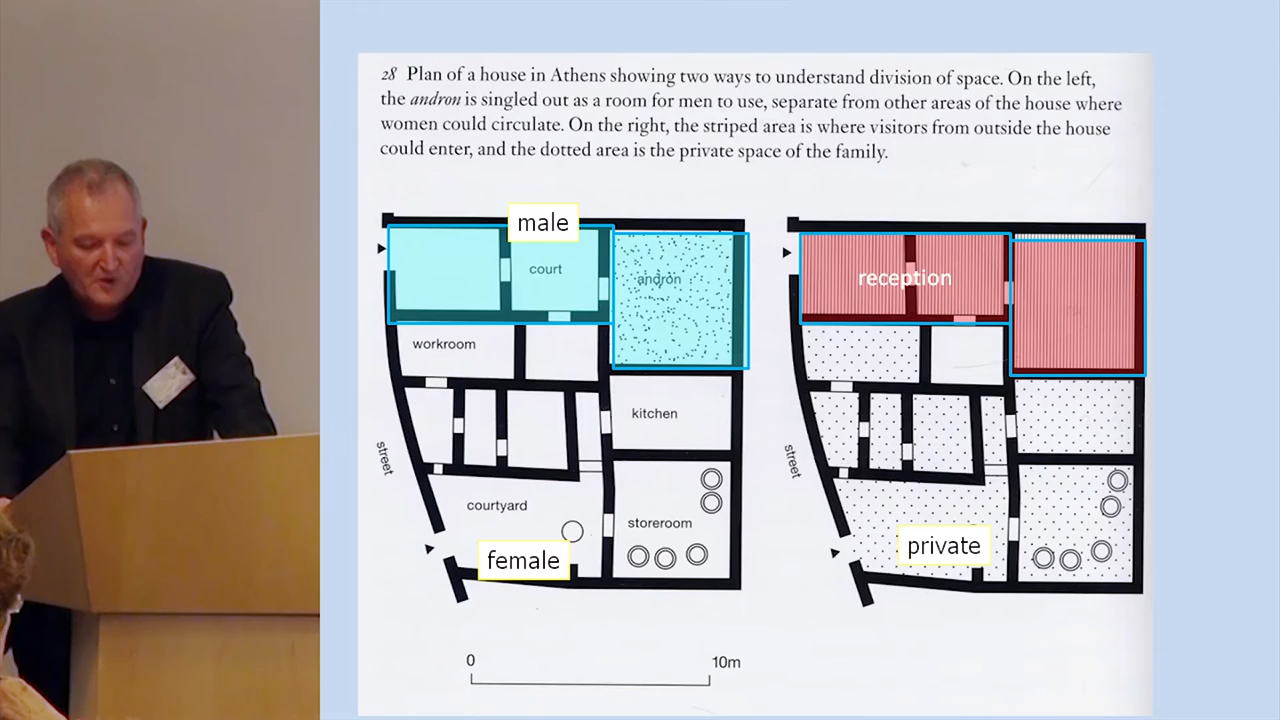 28 Plan of a house in Athens showing two ways to understand division of space. On the left,
the andron is singled out as a room for men to use, separate from other areas of the house where
women could circulate. On the right, the striped area is where visitors from outside the house
could enter, and the dotted area is the private space of the family.
male
court
andron
workroom
kitchen
street
courtyard
storeroom
female
reception
street
private
0
10m